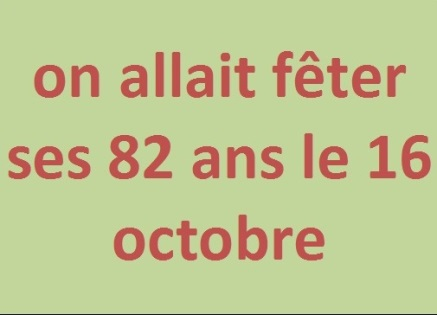 on allait fêter
ses 82 ans le 16
octobre